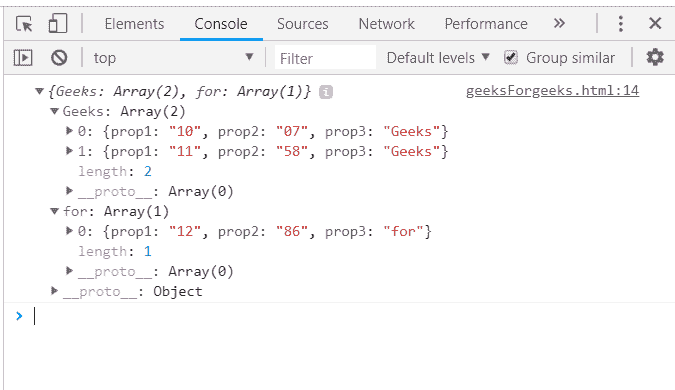 Elements Console Sources Network Performance »
top Filter Default levels Group similar
{Geeks: Array(2), for: Array(1)} i geeksForgeeks.html:14
Geeks: Array(2)
0: {prop1: "10", prop2: "07", prop3: "Geeks"}
1: {prop1: "11", prop2: "58", prop3: "Geeks"}
length: 2
__proto__: Array(0)
for: Array(1)
0: {prop1: "12", prop2: "86", prop3: "for"}
length: 1
__proto__: Array(0)
__proto__: Object
>